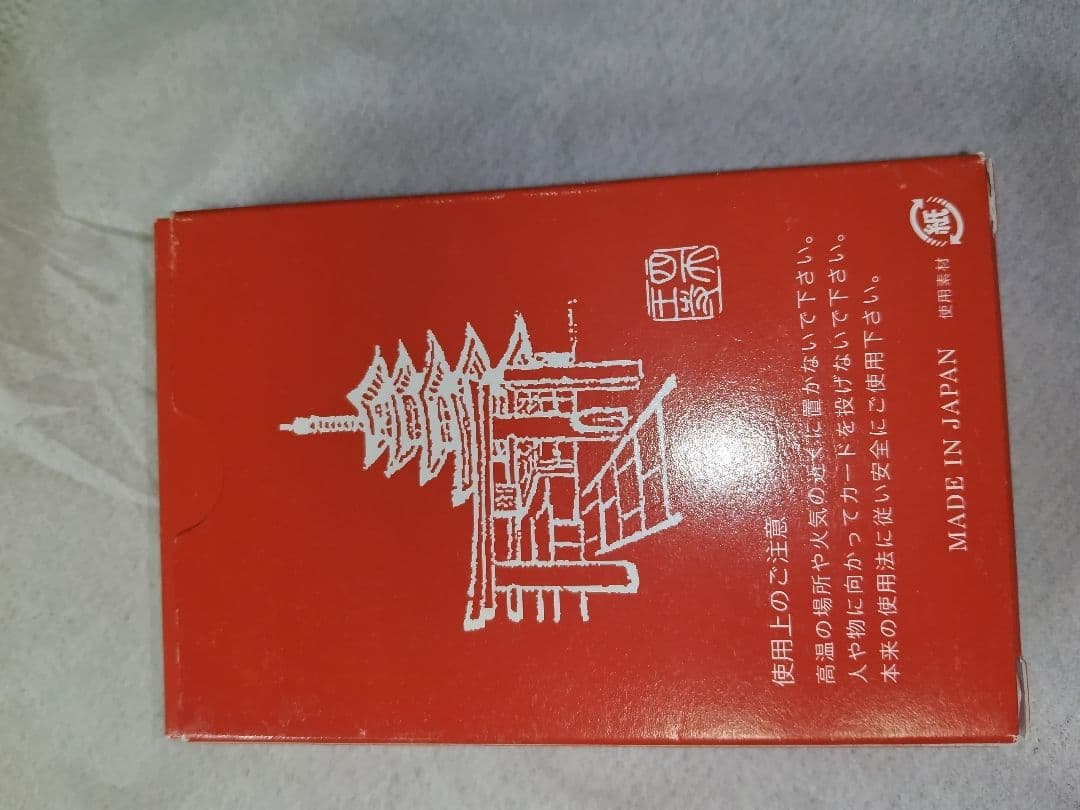 使用上のご注意
高温の場所や火気の近くに置かないで下さい。
人や物に向かってカードを投げないで下さい。
本来の使用法に従い安全にご使用下さい。
MADE IN JAPAN
使用素材
紙